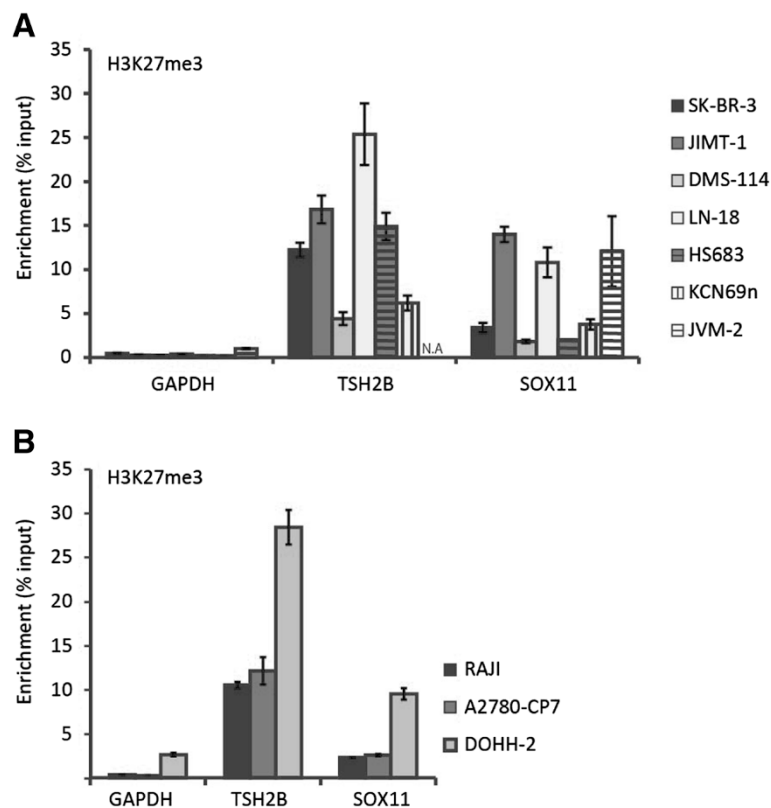 A
H3K27me3
Enrichment (% input)
35
30
25
20
15
10
5
0
N.A
GAPDH
TSH2B
SOX11
SK-BR-3
JIMT-1
DMS-114
LN-18
HS683
KCN69n
JVM-2
B
H3K27me3
Enrichment (% input)
35
30
25
20
15
10
5
GAPDH
TSH2B
SOX11
RAJI
A2780-CP7
DOHH-2